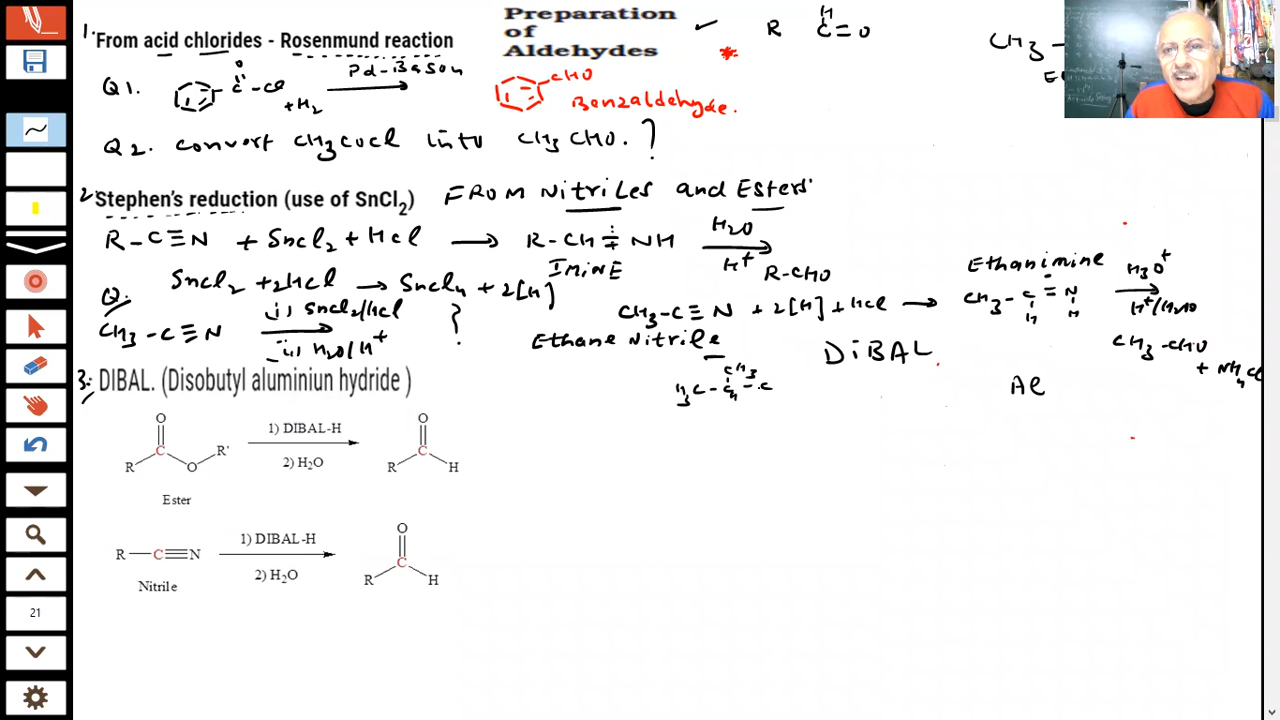 Preparation
of
Aldehydes
R H C=O
CH3 -
1. From acid chlorides - Rosenmund reaction
Q1. O C-Cl +H2 Pd-BaSO4 CHO
Benzaldehyde.
Q2. convert CH3COCl into CH3CHO. ?
2. Stephen's reduction (use of SnCl2) FROM Nitriles and Esters
R-C≡N + SnCl2 + HCl → R-CH=NH H2O H+ R-CHO
IMINE
SnCl2 + 2HCl → SnCl4 + 2[H]
Q. CH3-C≡N i) SnCl2/HCl ii) H2O/H+ ?
CH3-C≡N + 2[H] + HCl → CH3-C=N H H H3O+ H+/H2O
Ethanimine
Ethane Nitrile
CH3-CHO + NH4Cl
DiBAL
3. DIBAL. (Disobutyl aluminiun hydride )
CH3
H3C-C-C
H
Al
O R C O R' 1) DIBAL-H 2) H2O O R C H
Ester
R-C≡N 1) DIBAL-H 2) H2O O R C H
Nitrile
21